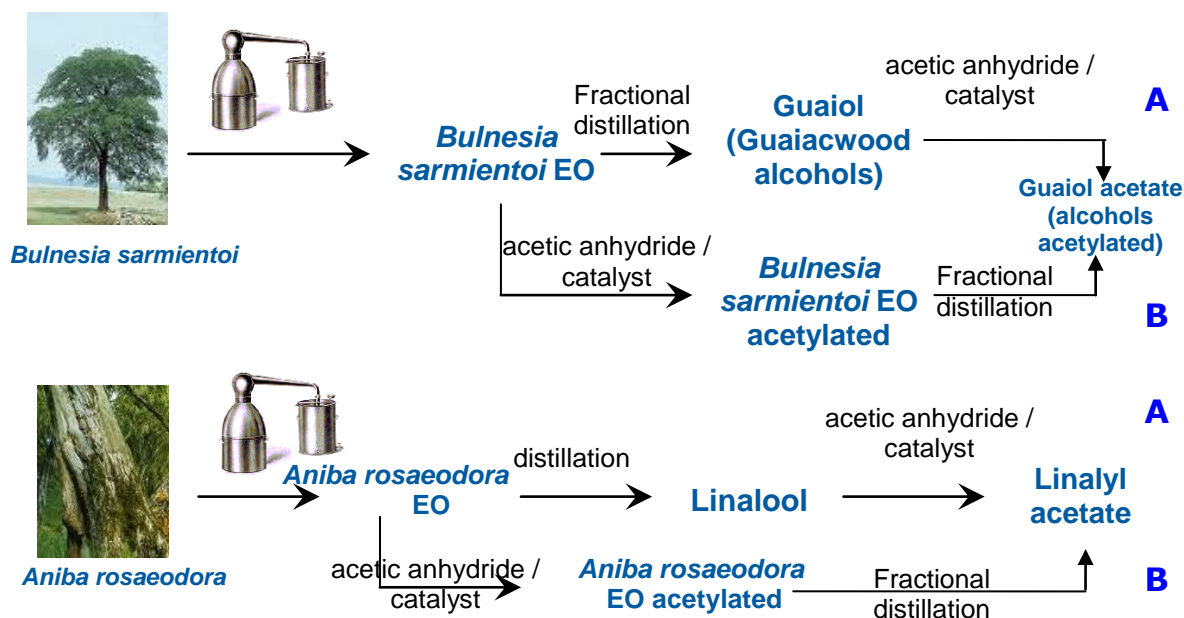 acetic anhydride /
catalyst
A
Fractional
distillation
Guaiol
(Guaiacwood
alcohols)
Bulnesia
sarmientoi EO
Guaiol acetate
(alcohols
acetylated)
Bulnesia sarmientoi
acetic anhydride /
catalyst
Bulnesia
sarmientoi EO
acetylated
Fractional
distillation
B
A
acetic anhydride /
catalyst
Aniba rosaeodora
EO
distillation
Linalool
Linalyl
acetate
Aniba rosaeodora
acetic anhydride /
catalyst
Aniba rosaeodora
EO acetylated
Fractional
distillation
B